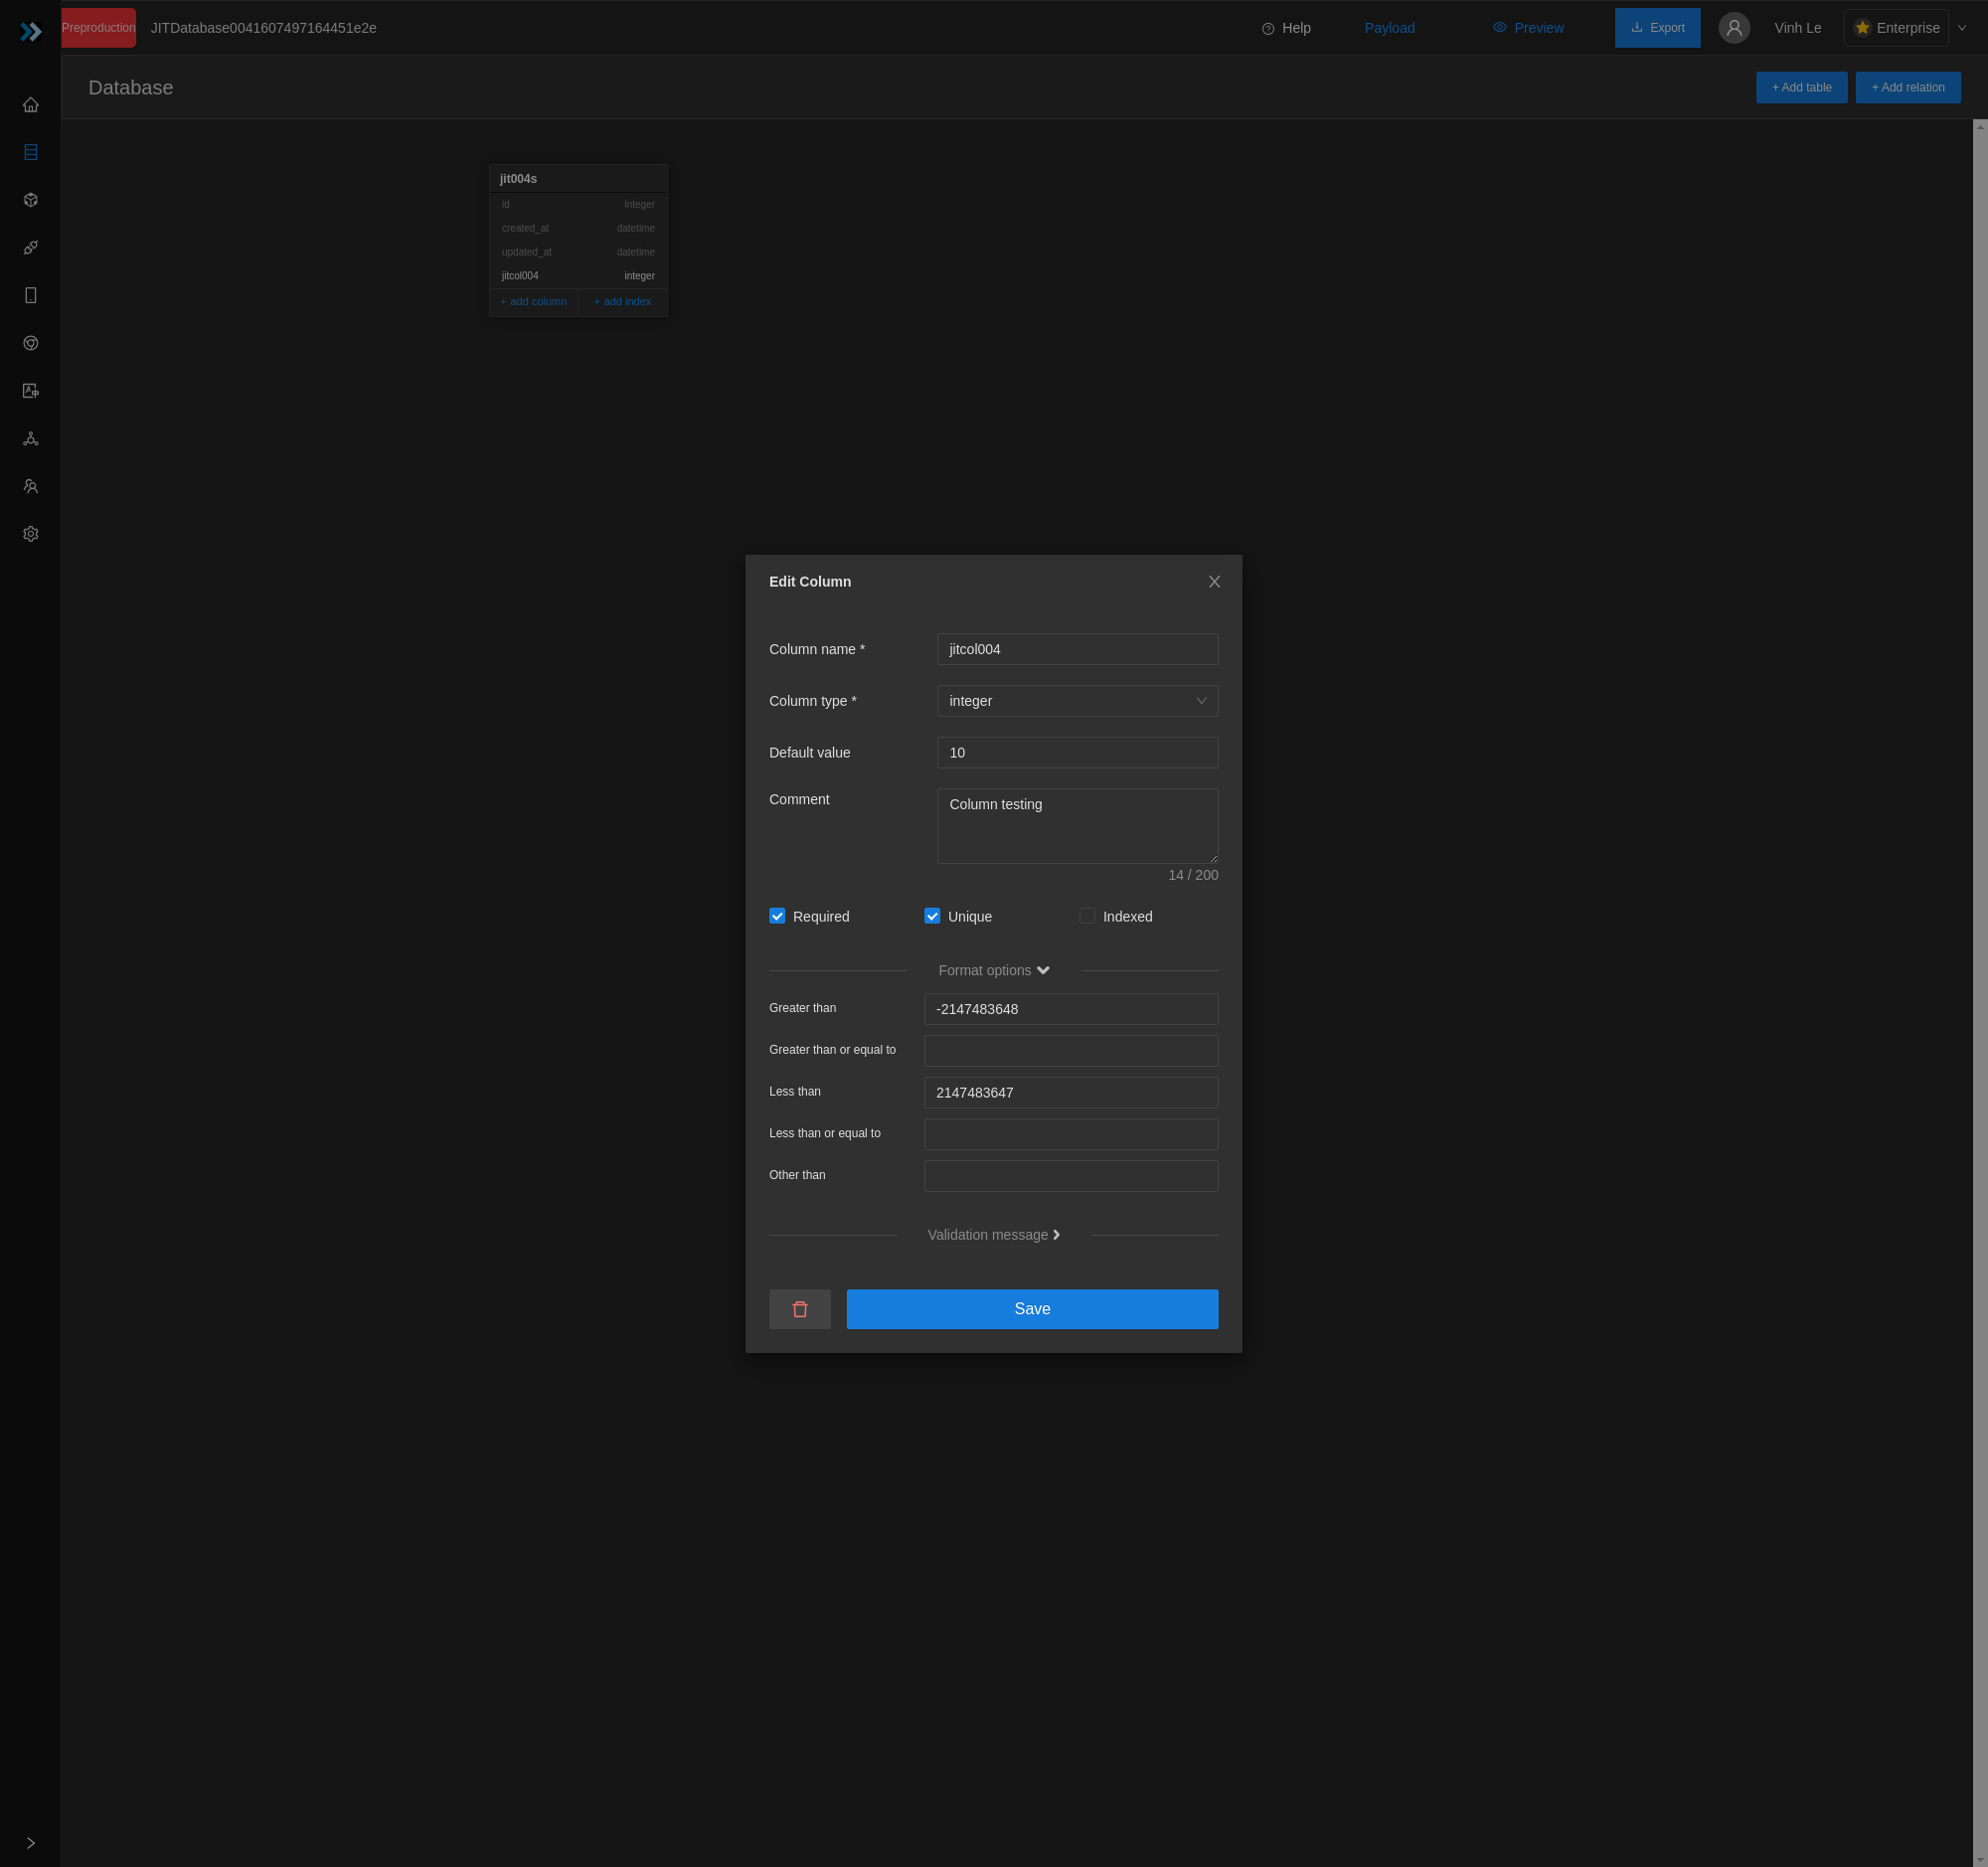 Preproduction JITDatabase0041607497164451e2e Help Payload Preview Export Vinh Le Enterprise
Database + Add table + Add relation
jit004s
id integer
created_at datetime
updated_at datetime
jitcol004 integer
+ add column + add index
Edit Column
Column name * jitcol004
Column type * integer
Default value 10
Comment Column testing
14 / 200
Required Unique Indexed
Format options
Greater than -2147483648
Greater than or equal to
Less than 2147483647
Less than or equal to
Other than
Validation message
Save